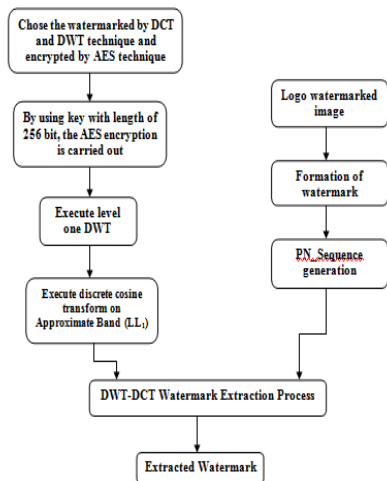 Chose the watermarked by DCT
and DWT technique and
encrypted by AES technique
By using key with length of
256 bit, the AES encryption
is carried out
Execute level
one DWT
Execute discrete cosine
transform on
Approximate Band (LL₁)
Logo watermarked
image
Formation of
watermark
PN_Sequence
generation
DWT-DCT Watermark Extraction Process
Extracted Watermark